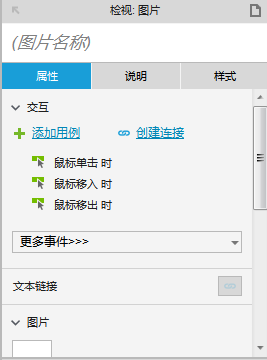 检视: 图片
(图片名称)
属性 说明 样式
交互
添加用例 创建连接
鼠标单击 时
鼠标移入 时
鼠标移出 时
更多事件>>>
文本链接
图片